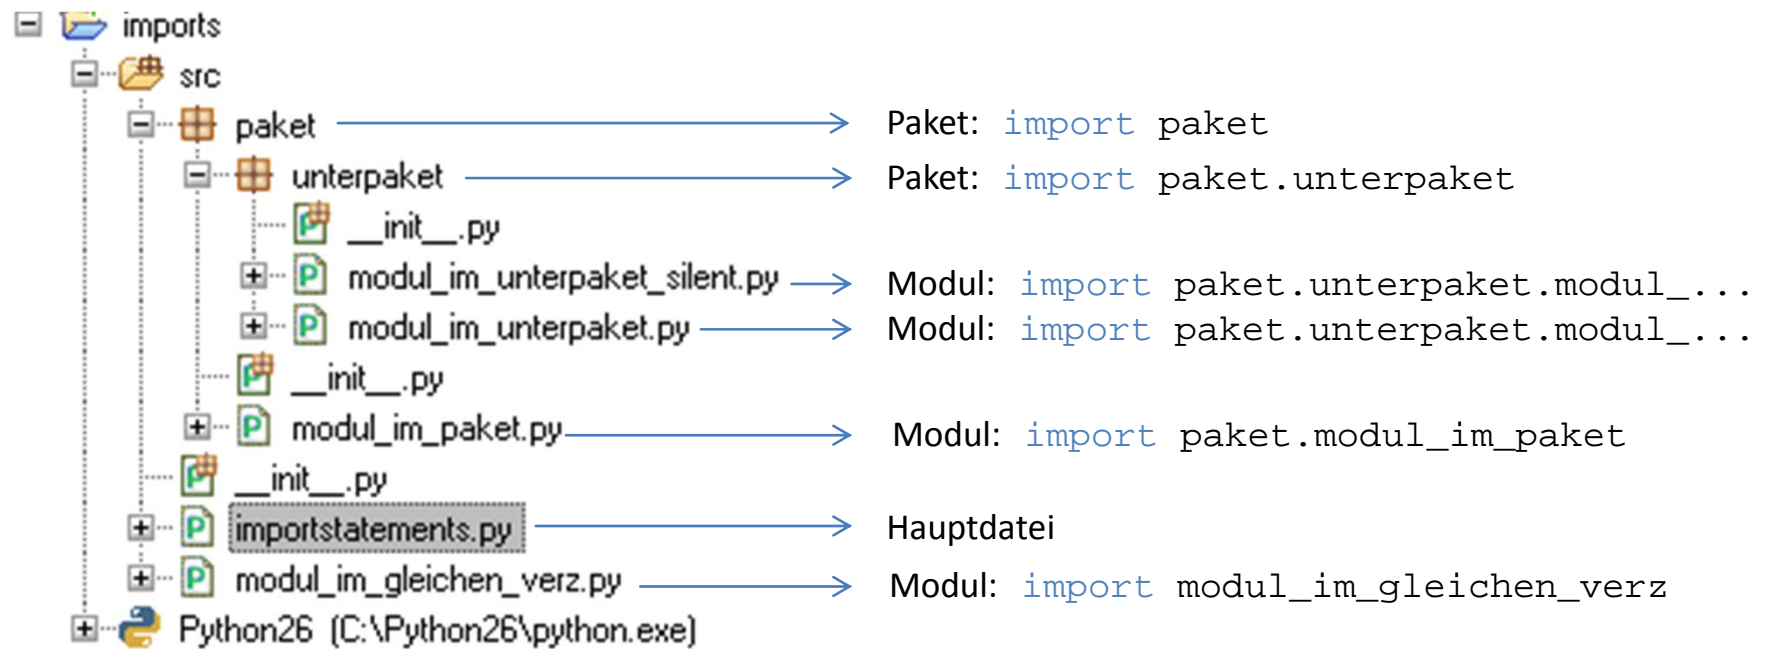 imports
src
paket Paket: import paket
unterpaket Paket: import paket.unterpaket
__init__.py
modul_im_unterpaket_silent.py Modul: import paket.unterpaket.modul_...
modul_im_unterpaket.py Modul: import paket.unterpaket.modul_...
__init__.py
modul_im_paket.py Modul: import paket.modul_im_paket
__init__.py
importstatements.py Hauptdatei
modul_im_gleichen_verz.py Modul: import modul_im_gleichen_verz
Python26 (C:\Python26\python.exe)